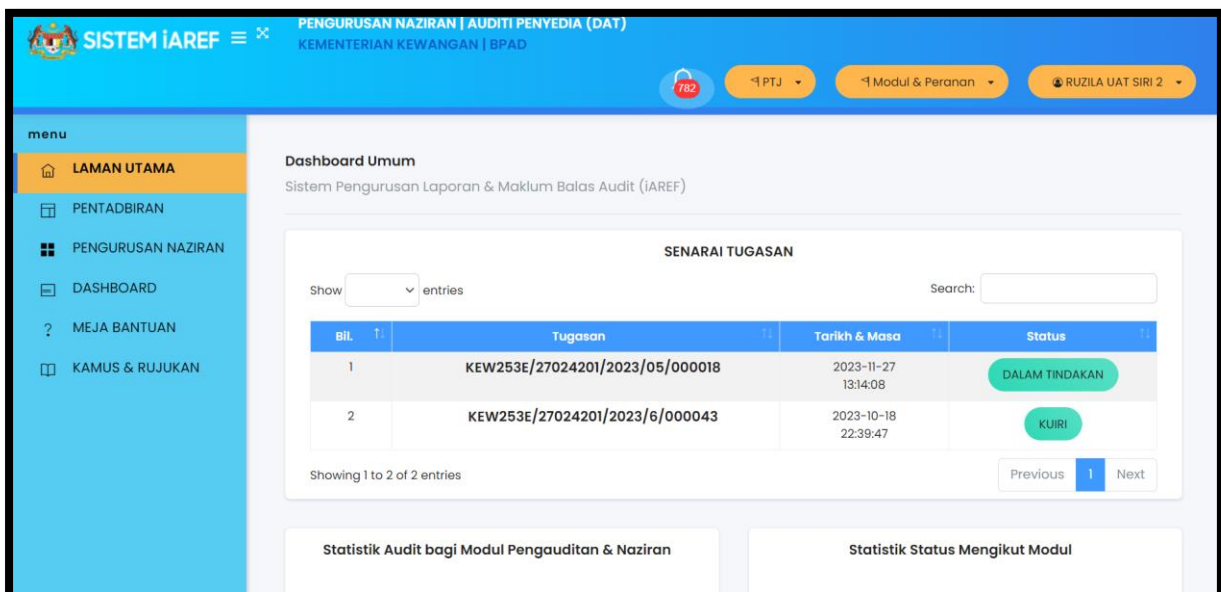 SISTEM iAREF
PENGURUSAN NAZIRAN | AUDITI PENYEDIA (DAT)
KEMENTERIAN KEWANGAN | BPAD
782
PTJ
Modul & Peranan
RUZILA UAT SIRI 2
menu
LAMAN UTAMA
PENTADBIRAN
PENGURUSAN NAZIRAN
DASHBOARD
MEJA BANTUAN
KAMUS & RUJUKAN
Dashboard Umum
Sistem Pengurusan Laporan & Maklum Balas Audit (iAREF)
SENARAI TUGASAN
Show entries Search:
Bil. Tugasan Tarikh & Masa Status
1 KEW253E/27024201/2023/05/000018 2023-11-27 13:14:08 DALAM TINDAKAN
2 KEW253E/27024201/2023/6/000043 2023-10-18 22:39:47 KUIRI
Showing 1 to 2 of 2 entries Previous 1 Next
Statistik Audit bagi Modul Pengauditan & Naziran
Statistik Status Mengikut Modul